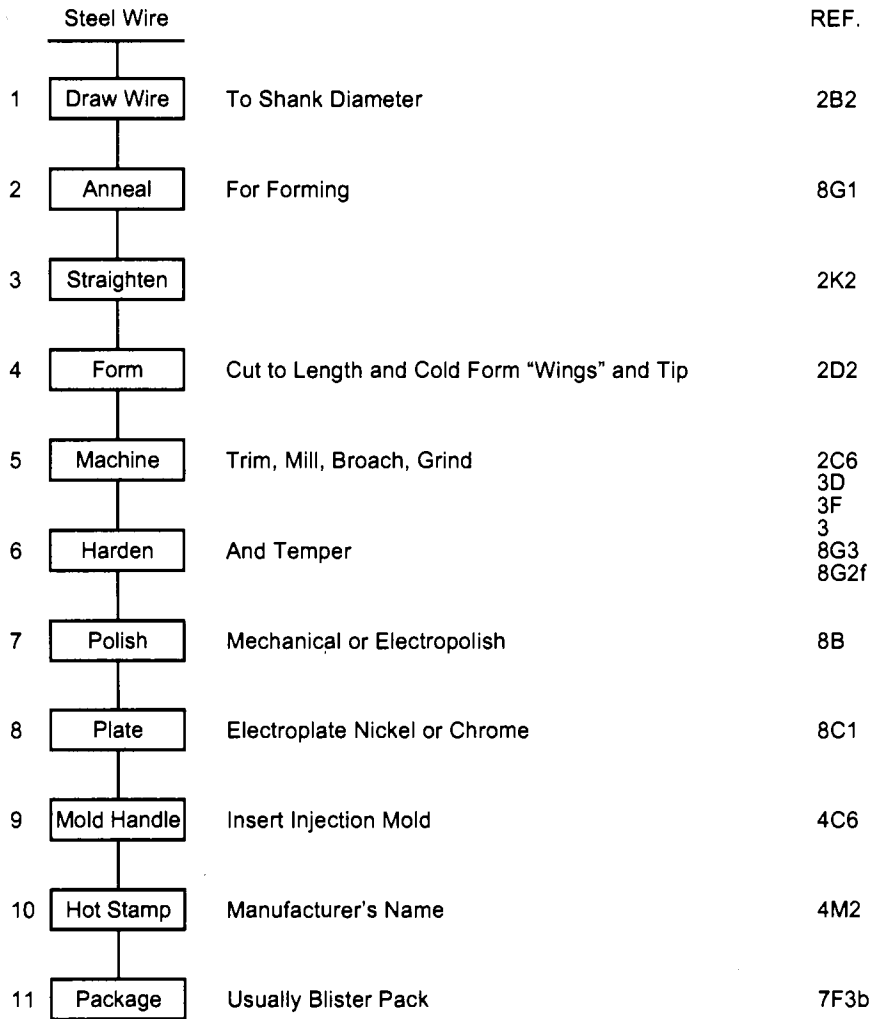 Steel Wire REF.
1 Draw Wire To Shank Diameter 2B2
2 Anneal For Forming 8G1
3 Straighten 2K2
4 Form Cut to Length and Cold Form “Wings” and Tip 2D2
5 Machine Trim, Mill, Broach, Grind 2C6
3D
3F
3
6 Harden And Temper 8G3
8G2f
7 Polish Mechanical or Electropolish 8B
8 Plate Electroplate Nickel or Chrome 8C1
9 Mold Handle Insert Injection Mold 4C6
10 Hot Stamp Manufacturer's Name 4M2
11 Package Usually Blister Pack 7F3b